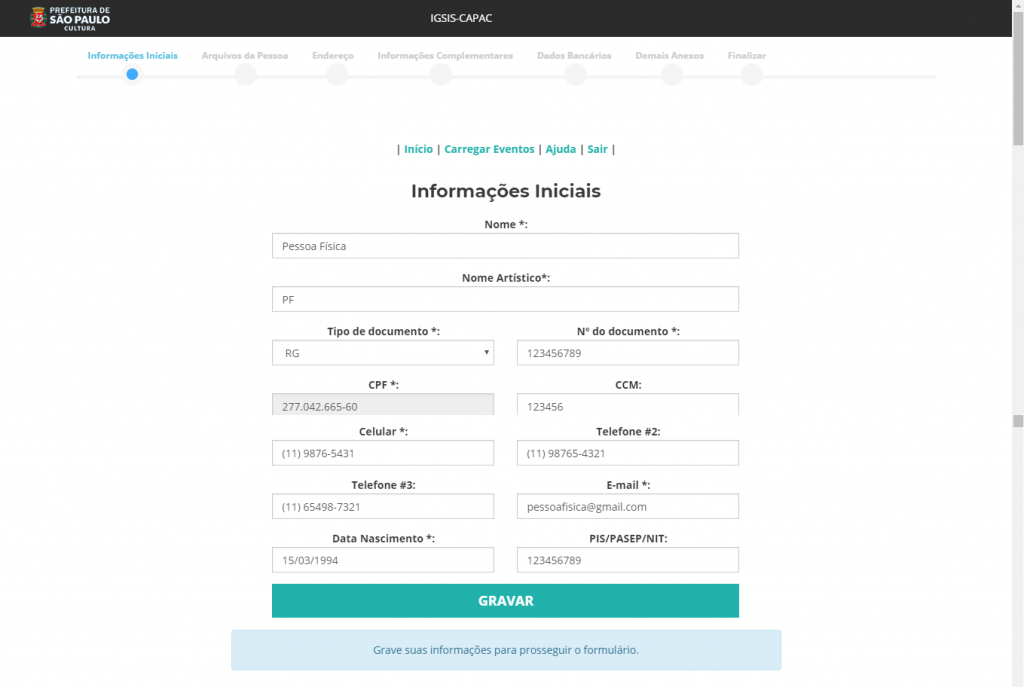 PREFEITURA DE
SÃO PAULO
CULTURA
IGSIS-CAPAC
Informações Iniciais Arquivos da Pessoa Endereço Informações Complementares Dados Bancários Demais Anexos Finalizar
| Início | Carregar Eventos | Ajuda | Sair |
Informações Iniciais
Nome *:
Pessoa Física
Nome Artístico*:
PF
Tipo de documento *: Nº do documento *:
RG 123456789
CPF *: CCM:
277.042.665-60 123456
Celular *: Telefone #2:
(11) 9876-5431 (11) 98765-4321
Telefone #3: E-mail *:
(11) 65498-7321 pessoafisica@gmail.com
Data Nascimento *: PIS/PASEP/NIT:
15/03/1994 123456789
GRAVAR
Grave suas informações para prosseguir o formulário.